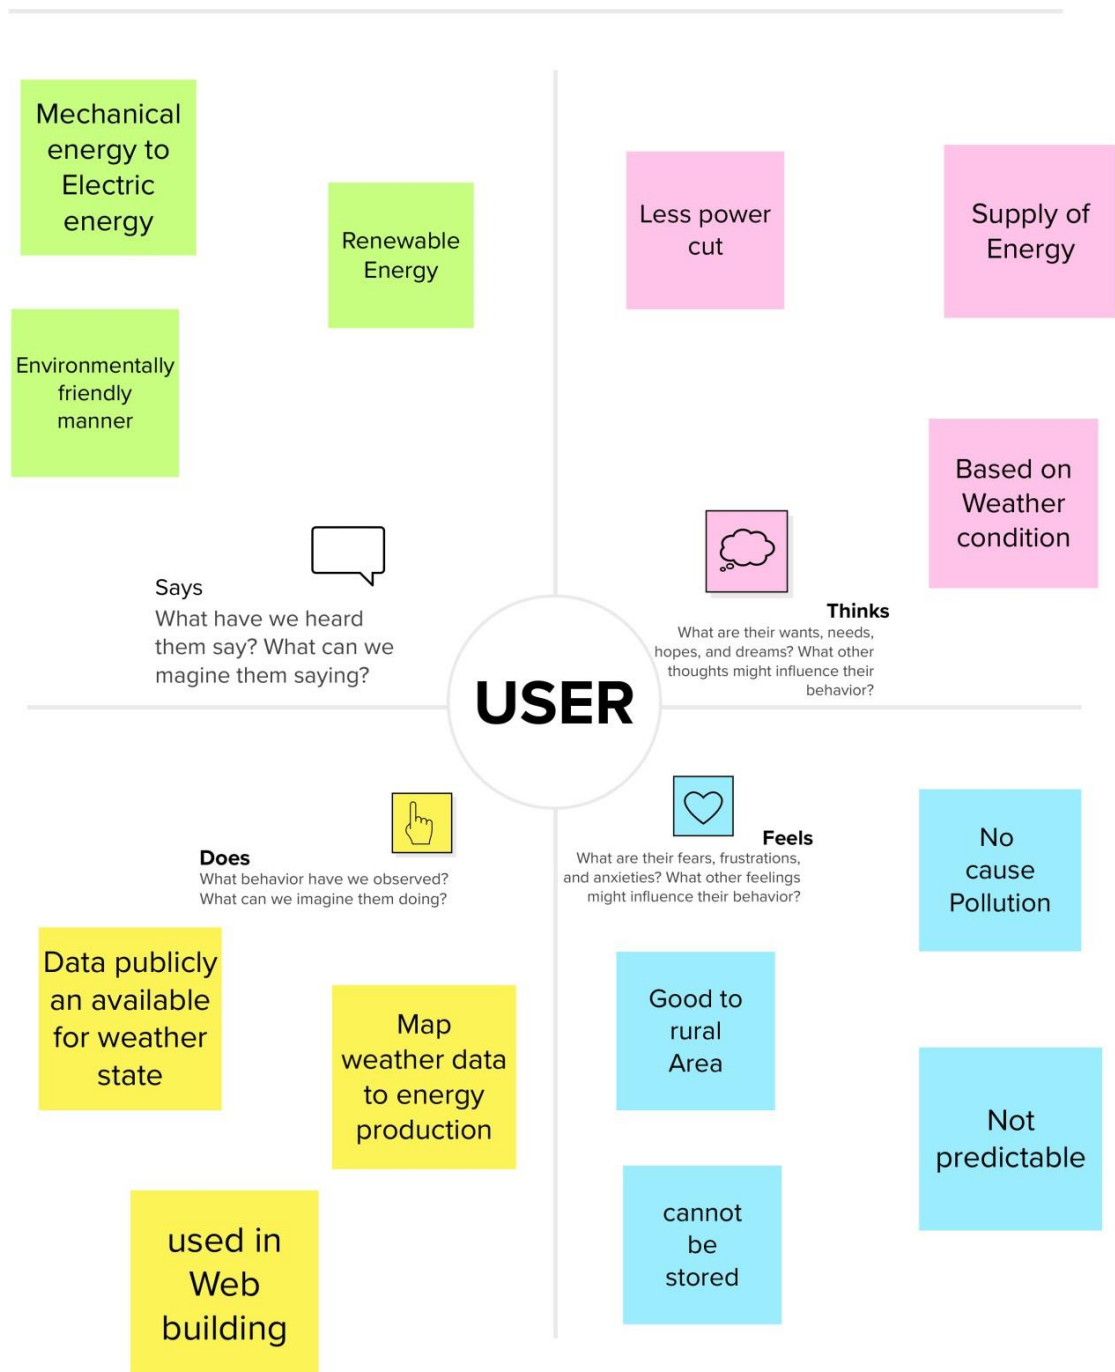 Mechanical
energy to
Electric
energy
Renewable
Energy
Environmentally
friendly
manner
Says
What have we heard
them say? What can we
magine them saying?
Less power
cut
Supply of
Energy
Based on
Weather
condition
Thinks
What are their wants, needs,
hopes, and dreams? What other
thoughts might influence their
behavior?
USER
Does
What behavior have we observed?
What can we imagine them doing?
Data publicly
an available
for weather
state
Map
weather data
to energy
production
used in
Web
building
Feels
What are their fears, frustrations,
and anxieties? What other feelings
might influence their behavior?
No
cause
Pollution
Good to
rural
Area
Not
predictable
cannot
be
stored